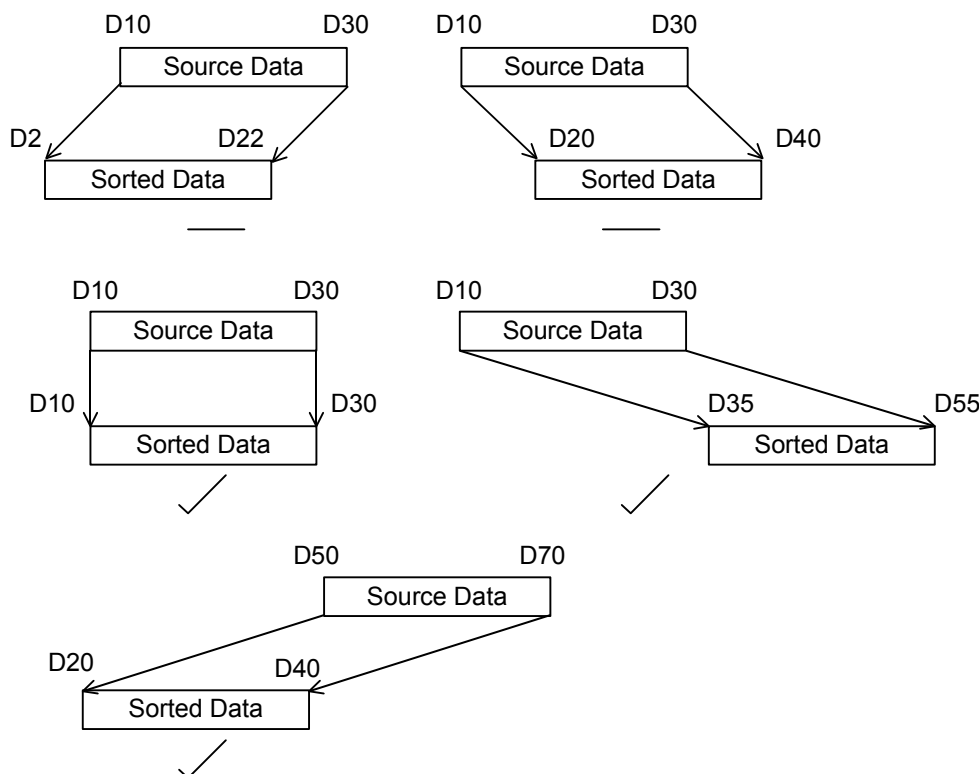 D10 D30 D10 D30
Source Data Source Data
D2 D22 D20 D40
Sorted Data Sorted Data
D10 D30 D10 D30
Source Data Source Data
D10 D30 D35 D55
Sorted Data Sorted Data
D50 D70
Source Data
D20 D40
Sorted Data